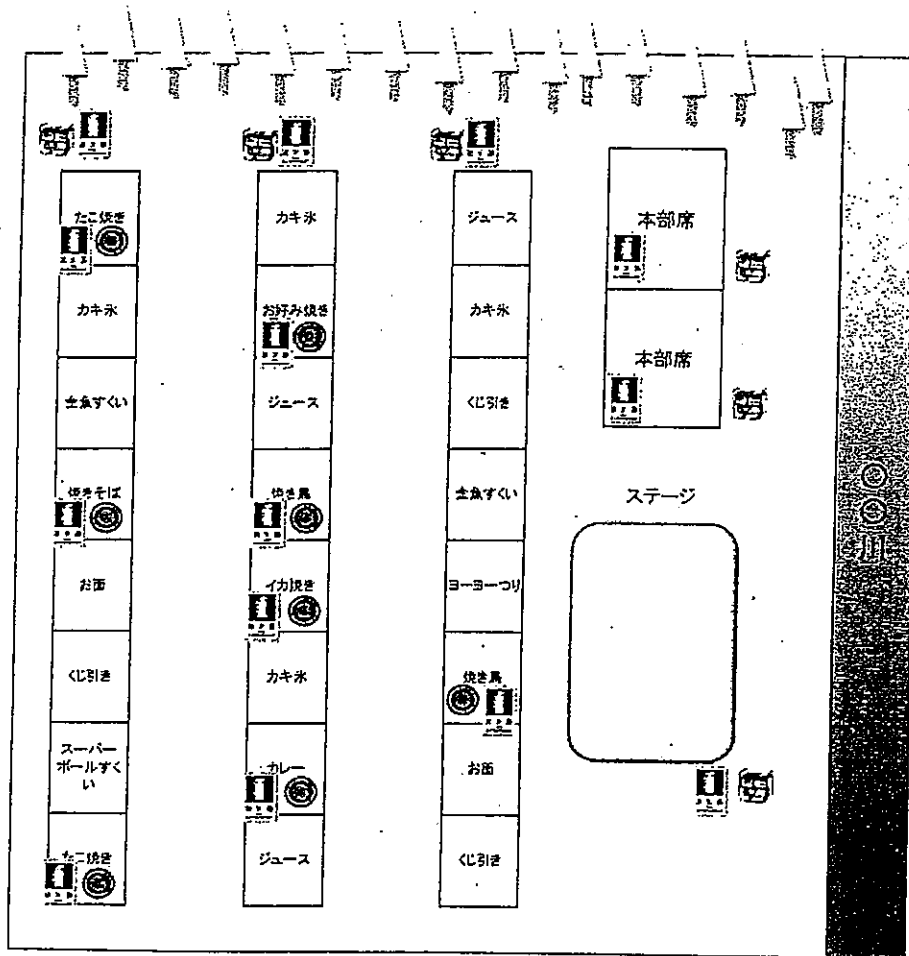 たこ焼き
カキ氷
金魚すくい
焼きそば
お面
くじ引き
スーパー
ボールすく
い
たこ焼き
カキ氷
お好み焼き
ジュース
焼き鳥
イカ焼き
カキ氷
カレー
ジュース
ジュース
カキ氷
くじ引き
金魚すくい
ヨーヨーつり
焼き鳥
お面
くじ引き
本部席
本部席
ステージ
○○川